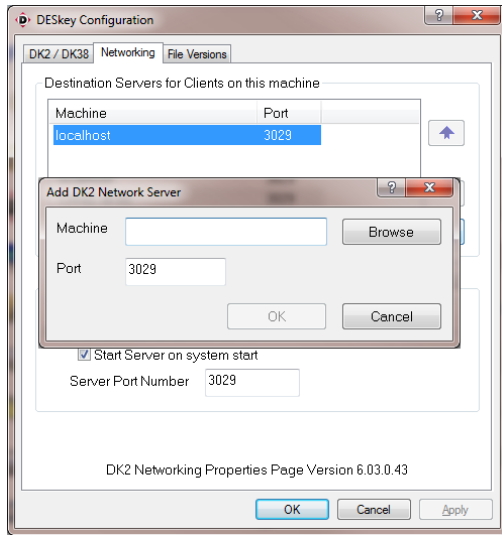 DESkey Configuration
DK2 / DK38 Networking File Versions
Destination Servers for Clients on this machine
Machine Port
localhost 3029
Add DK2 Network Server
Machine Browse
Port 3029
OK Cancel
Start Server on system start
Server Port Number 3029
DK2 Networking Properties Page Version 6.03.0.43
OK Cancel Apply